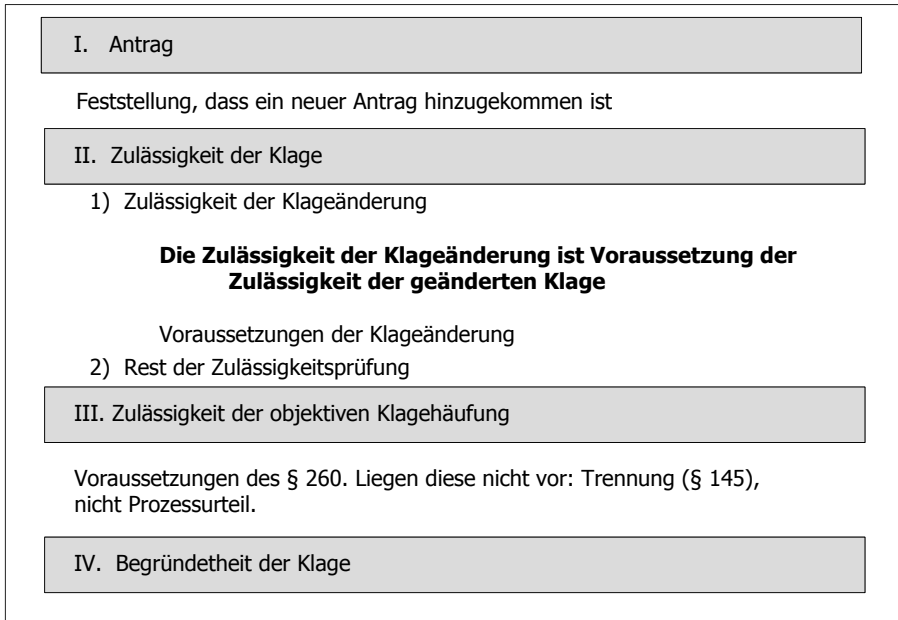 I. Antrag
Feststellung, dass ein neuer Antrag hinzugekommen ist
II. Zulässigkeit der Klage
1) Zulässigkeit der Klageänderung
Die Zulässigkeit der Klageänderung ist Voraussetzung der
Zulässigkeit der geänderten Klage
Voraussetzungen der Klageänderung
2) Rest der Zulässigkeitsprüfung
III. Zulässigkeit der objektiven Klagehäufung
Voraussetzungen des § 260. Liegen diese nicht vor: Trennung (§ 145),
nicht Prozessurteil.
IV. Begründetheit der Klage